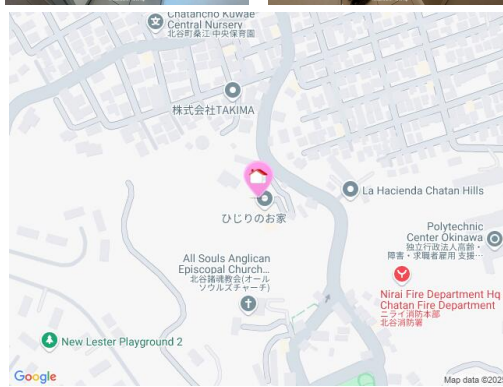 Chatancho Kuwae
Central Nursery
北谷町桑江中央保育園
株式会社TAKIMA
La Hacienda Chatan Hills
ひじりのお家
Polytechnic
Center Okinawa
独立行政法人高齢・
障害・求職者雇用 支援…
All Souls Anglican
Episcopal Church...
北谷諸魂教会(オール
ソウルズチャーチ)
Nirai Fire Department Hq
Chatan Fire Department
ニライ消防本部
北谷消防署
New Lester Playground 2
Google
Map data ©202